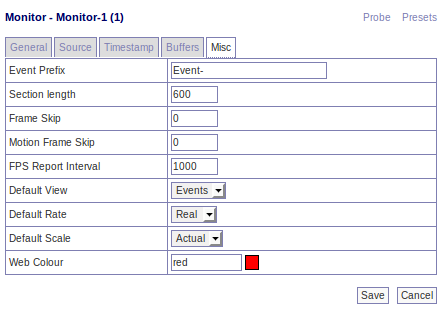 Monitor - Monitor-1 (1) Probe Presets
General Source Timestamp Buffers Misc
Event Prefix Event-
Section length 600
Frame Skip 0
Motion Frame Skip 0
FPS Report Interval 1000
Default View Events
Default Rate Real
Default Scale Actual
Web Colour red
Save Cancel